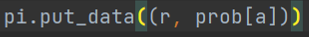 pi.put_data((r, prob[a]))